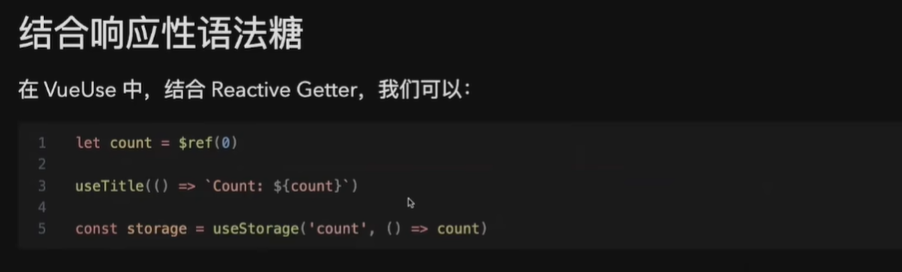 结合响应性语法糖
在 VueUse 中，结合 Reactive Getter，我们可以：
1 let count = $ref(0)
2
3 useTitle(() => `Count: ${count}`)
4
5 const storage = useStorage('count', () => count)